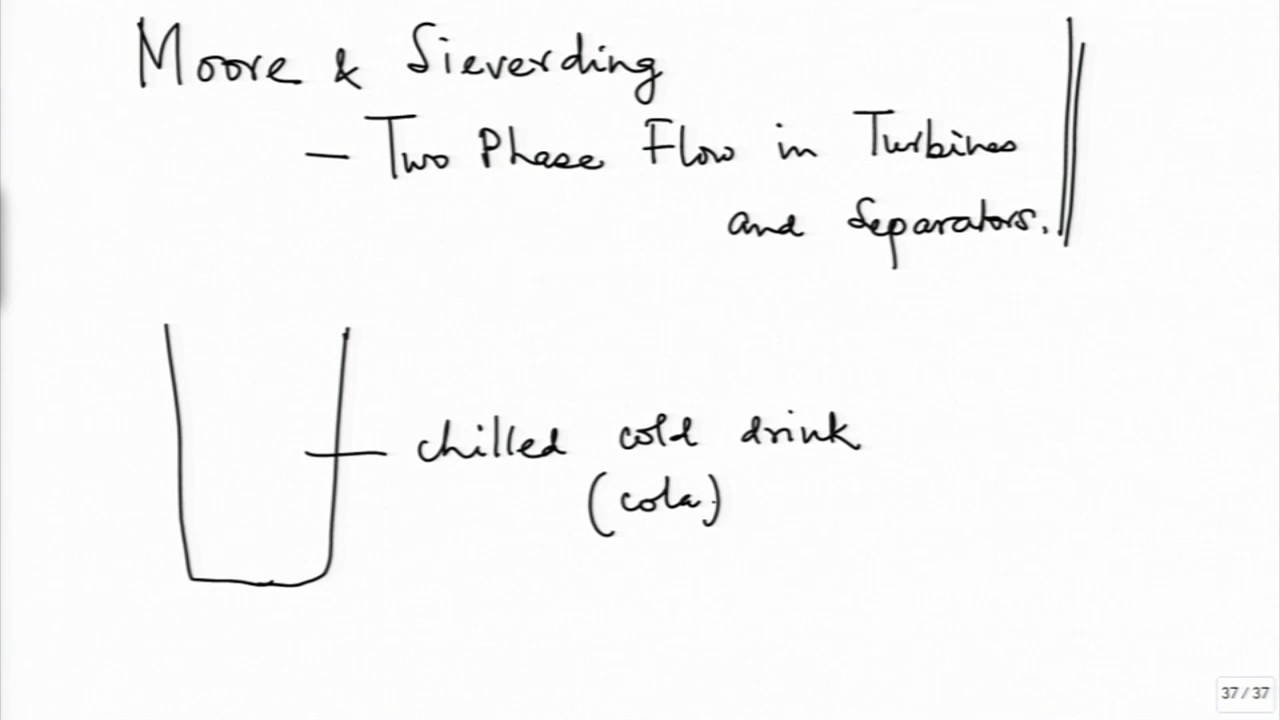 Moore & Sieverding
— Two Phase Flow in Turbines
and Separators.
chilled cold drink
(cola)
37 / 37